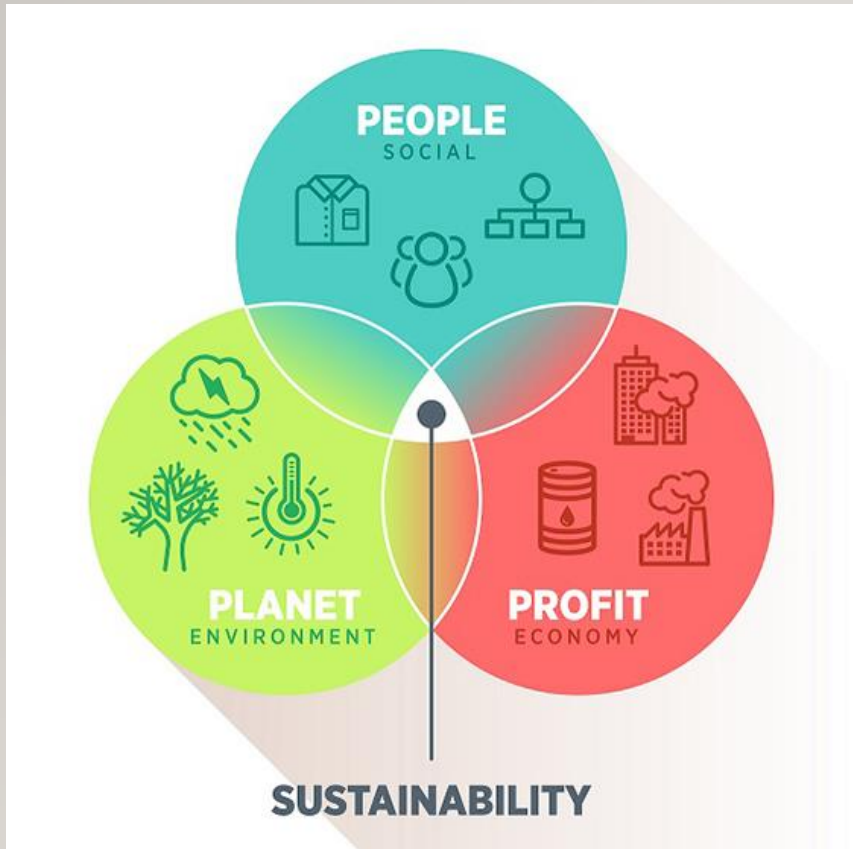 PEOPLE
SOCIAL
PLANET
ENVIRONMENT
PROFIT
ECONOMY
SUSTAINABILITY